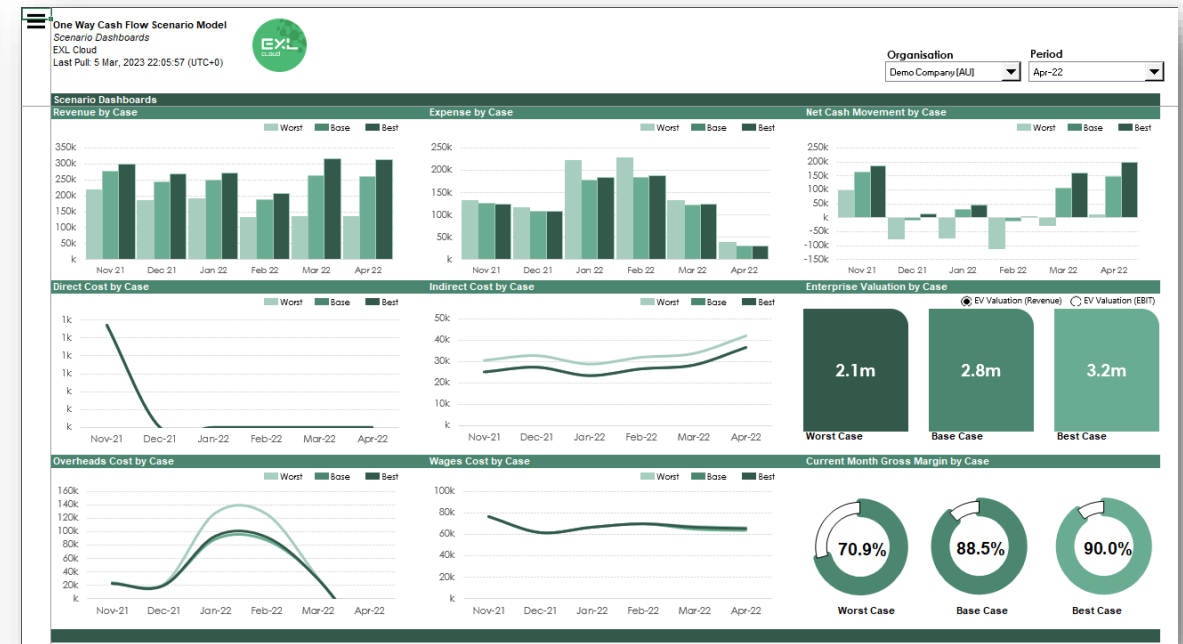 One Way Cash Flow Scenario Model
Scenario Dashboards
EXL Cloud
Last Pull: 5 Mar, 2023 22:05:57 (UTC+0)
EXL
CLOUD
Organisation
Demo Company [AU]
Period
Apr-22
Scenario Dashboards
Revenue by Case
Worst Base Best
350k
300k
250k
200k
150k
100k
50k
k
Nov 21 Dec 21 Jan 22 Feb 22 Mar 22 Apr 22
Expense by Case
Worst Base Best
250k
200k
150k
100k
50k
k
Nov 21 Dec 21 Jan 22 Feb 22 Mar 22 Apr 22
Net Cash Movement by Case
Worst Base Best
250k
200k
150k
100k
50k
k
-50k
-100k
-150k
Nov 21 Dec 21 Jan 22 Feb 22 Mar 22 Apr 22
Direct Cost by Case
Worst Base Best
1k
1k
1k
1k
k
k
k
Nov-21 Dec-21 Jan-22 Feb-22 Mar-22 Apr-22
Indirect Cost by Case
Worst Base Best
50k
40k
30k
20k
10k
k
Nov-21 Dec-21 Jan-22 Feb-22 Mar-22 Apr-22
Enterprise Valuation by Case
EV Valuation (Revenue) EV Valuation (EBIT)
2.1m 2.8m 3.2m
Worst Case Base Case Best Case
Overheads Cost by Case
Worst Base Best
160k
140k
120k
100k
80k
60k
40k
20k
k
Nov-21 Dec-21 Jan-22 Feb-22 Mar-22 Apr-22
Wages Cost by Case
Worst Base Best
100k
80k
60k
40k
20k
k
Nov-21 Dec-21 Jan-22 Feb-22 Mar-22 Apr-22
Current Month Gross Margin by Case
70.9% 88.5% 90.0%
Worst Case Base Case Best Case